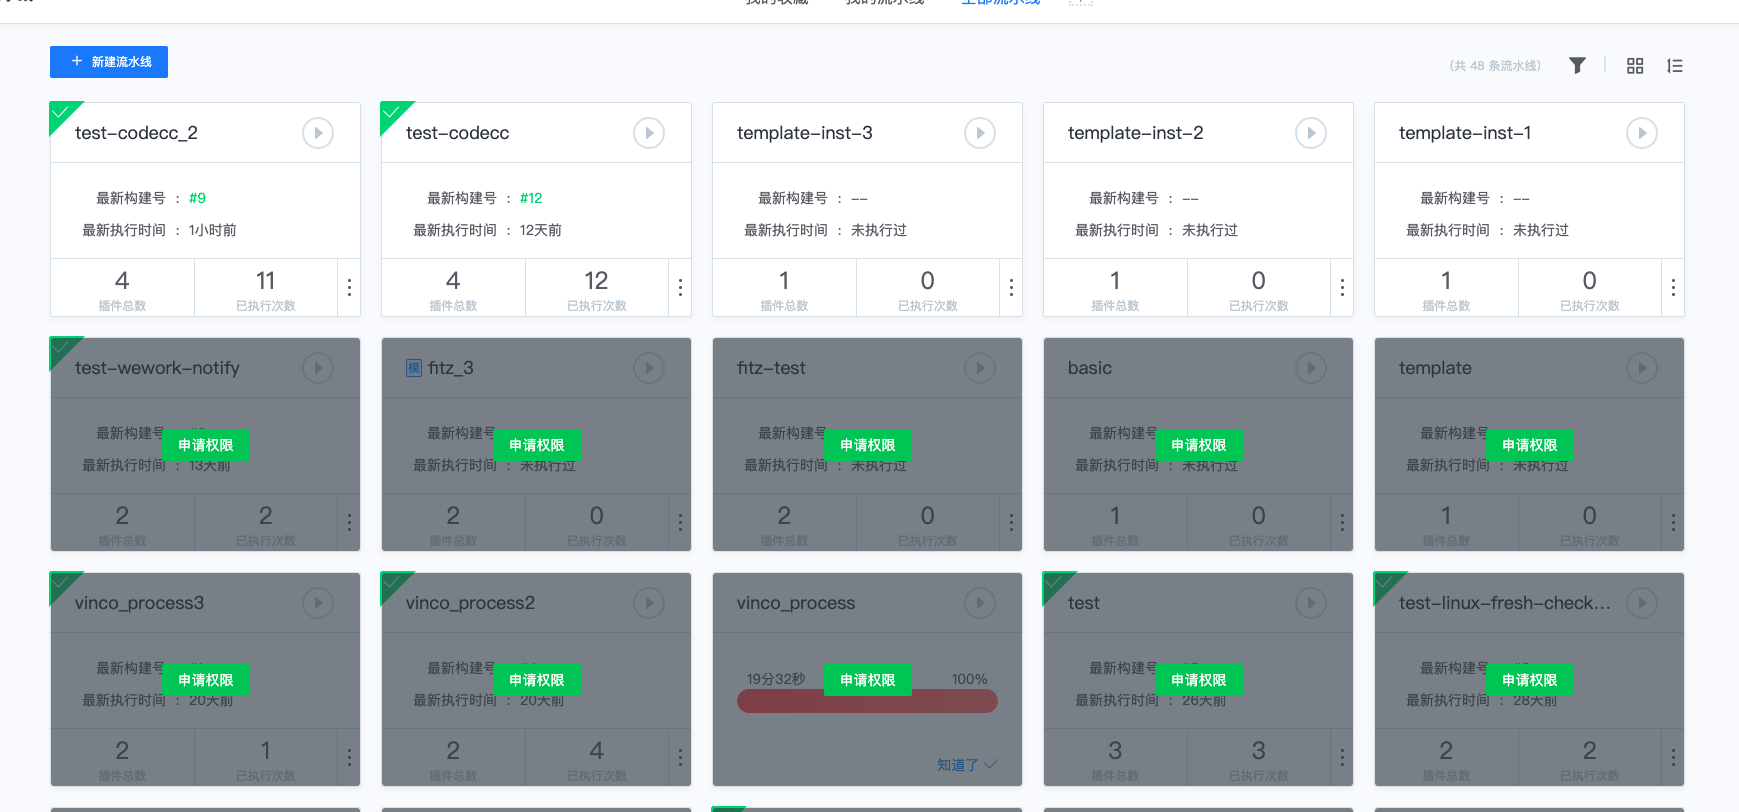 我的收藏 我的流水线 全部流水线
新建流水线
(共 48 条流水线)
test-codecc_2
test-codecc
template-inst-3
template-inst-2
template-inst-1
最新构建号 : #9
最新构建号 : #12
最新构建号 : --
最新构建号 : --
最新构建号 : --
最新执行时间 : 1小时前
最新执行时间 : 12天前
最新执行时间 : 未执行过
最新执行时间 : 未执行过
最新执行时间 : 未执行过
4 11
4 12
1 0
1 0
1 0
插件总数 已执行次数
插件总数 已执行次数
插件总数 已执行次数
插件总数 已执行次数
插件总数 已执行次数
test-wework-notify
模 fitz_3
fitz-test
basic
template
最新构建号
最新构建号
最新构建号
最新构建号
最新构建号
申请权限
申请权限
申请权限
申请权限
申请权限
最新执行时间 : 13天前
最新执行时间 : 未执行过
最新执行时间 : 未执行过
最新执行时间 : 未执行过
最新执行时间 : 未执行过
2 2
2 0
2 0
1 0
1 0
插件总数 已执行次数
插件总数 已执行次数
插件总数 已执行次数
插件总数 已执行次数
插件总数 已执行次数
vinco_process3
vinco_process2
vinco_process
test
test-linux-fresh-check...
最新构建号
最新构建号
19分32秒 100%
最新构建号
最新构建号
申请权限
申请权限
申请权限
申请权限
申请权限
最新执行时间 : 20天前
最新执行时间 : 20天前
最新执行时间 : 26天前
最新执行时间 : 28天前
2 1
2 4
知道了
3 3
2 2
插件总数 已执行次数
插件总数 已执行次数
插件总数 已执行次数
插件总数 已执行次数